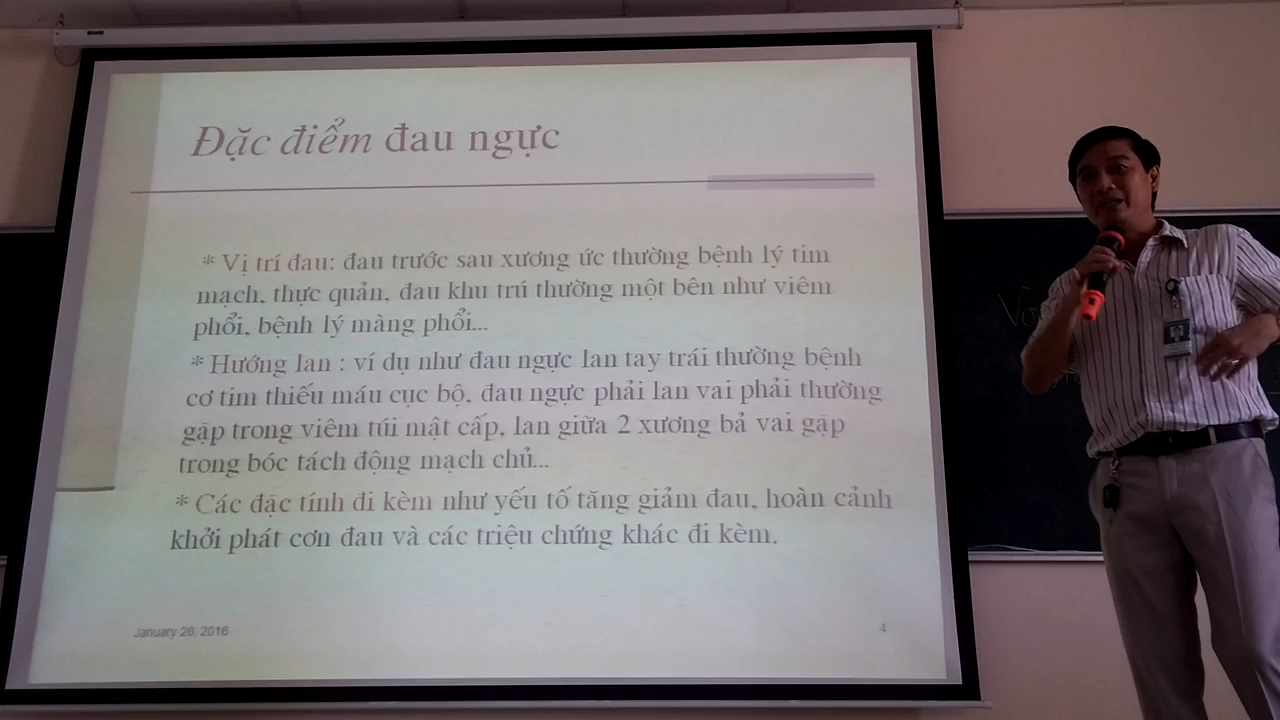 Đặc điểm đau ngực
* Vị trí đau: đau trước sau xương ức thường bệnh lý tim
mạch, thực quản, đau khu trú thường một bên như viêm
phổi, bệnh lý màng phổi...
* Hướng lan : ví dụ như đau ngực lan tay trái thường bệnh
cơ tim thiếu máu cục bộ, đau ngực phải lan vai phải thường
gặp trong viêm túi mật cấp, lan giữa 2 xương bả vai gặp
trong bóc tách động mạch chủ...
* Các đặc tính đi kèm như yếu tố tăng giảm đau, hoàn cảnh
khởi phát cơn đau và các triệu chứng khác đi kèm.
January 26, 2016
4